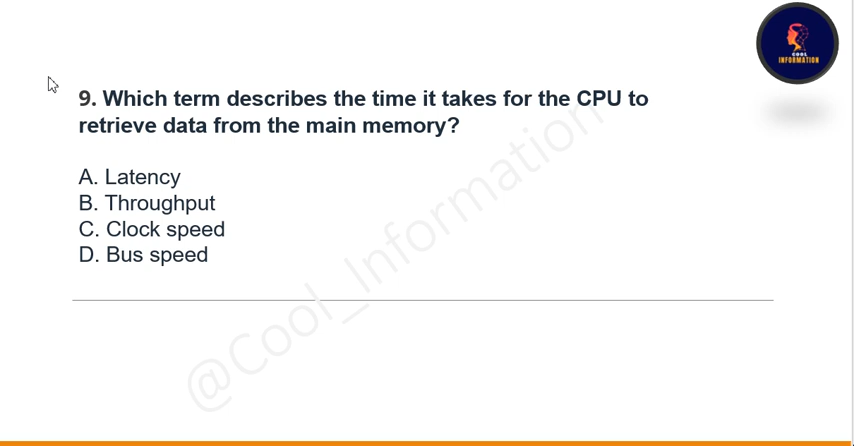 COOL
INFORMATION
9. Which term describes the time it takes for the CPU to
retrieve data from the main memory?
A. Latency
B. Throughput
C. Clock speed
D. Bus speed
@Cool_Information